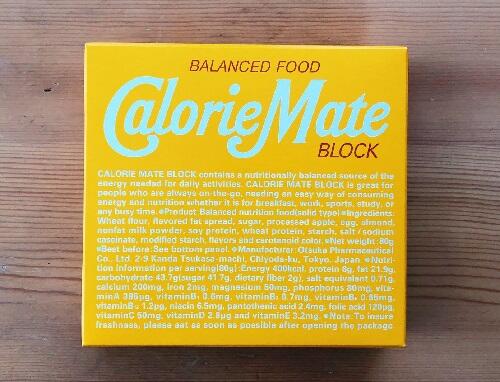 BALANCED FOOD
CalorieMate
BLOCK
CALORIE MATE BLOCK contains a nutritionally balanced source of the
energy needed for daily activities. CALORIE MATE BLOCK is great for
people who are always on-the-go, needing an easy way of consuming
energy and nutrition whether it is for breakfast, work, sports, study, or
any busy time. ●Product: Balanced nutrition food(solid type) ●Ingredients:
Wheat flour, flavored fat spread, sugar, processed apple, egg, almond,
nonfat milk powder, soy protein, wheat protein, starch, salt / sodium
caseinate, modified starch, flavors and carotenoid color. ●Net weight: 80g
●Best before: See bottom panel. ●Manufacturer: Otsuka Pharmaceutical
Co., Ltd. 2-9 Kanda Tsukasa-machi, Chiyoda-ku, Tokyo, Japan ●Nutri-
tion information per serving(80g): Energy 400kcal, protein 8g, fat 21.9g,
carbohydrate 43.7g(sugar 41.7g, dietary fiber 2g), salt equivalent 0.71g,
calcium 200mg, iron 2mg, magnesium 50mg, phosphorus 80mg, vita-
minA 385μg, vitaminB₁ 0.6mg, vitaminB₂ 0.7mg, vitaminB₆ 0.65mg,
vitaminB₁₂ 1.2μg, niacin 6.5mg, pantothenic acid 2.4mg, folic acid 120μg,
vitaminC 50mg, vitaminD 2.8μg and vitaminE 3.2mg. ●Note: To insure
freshness, please eat as soon as possible after opening the package